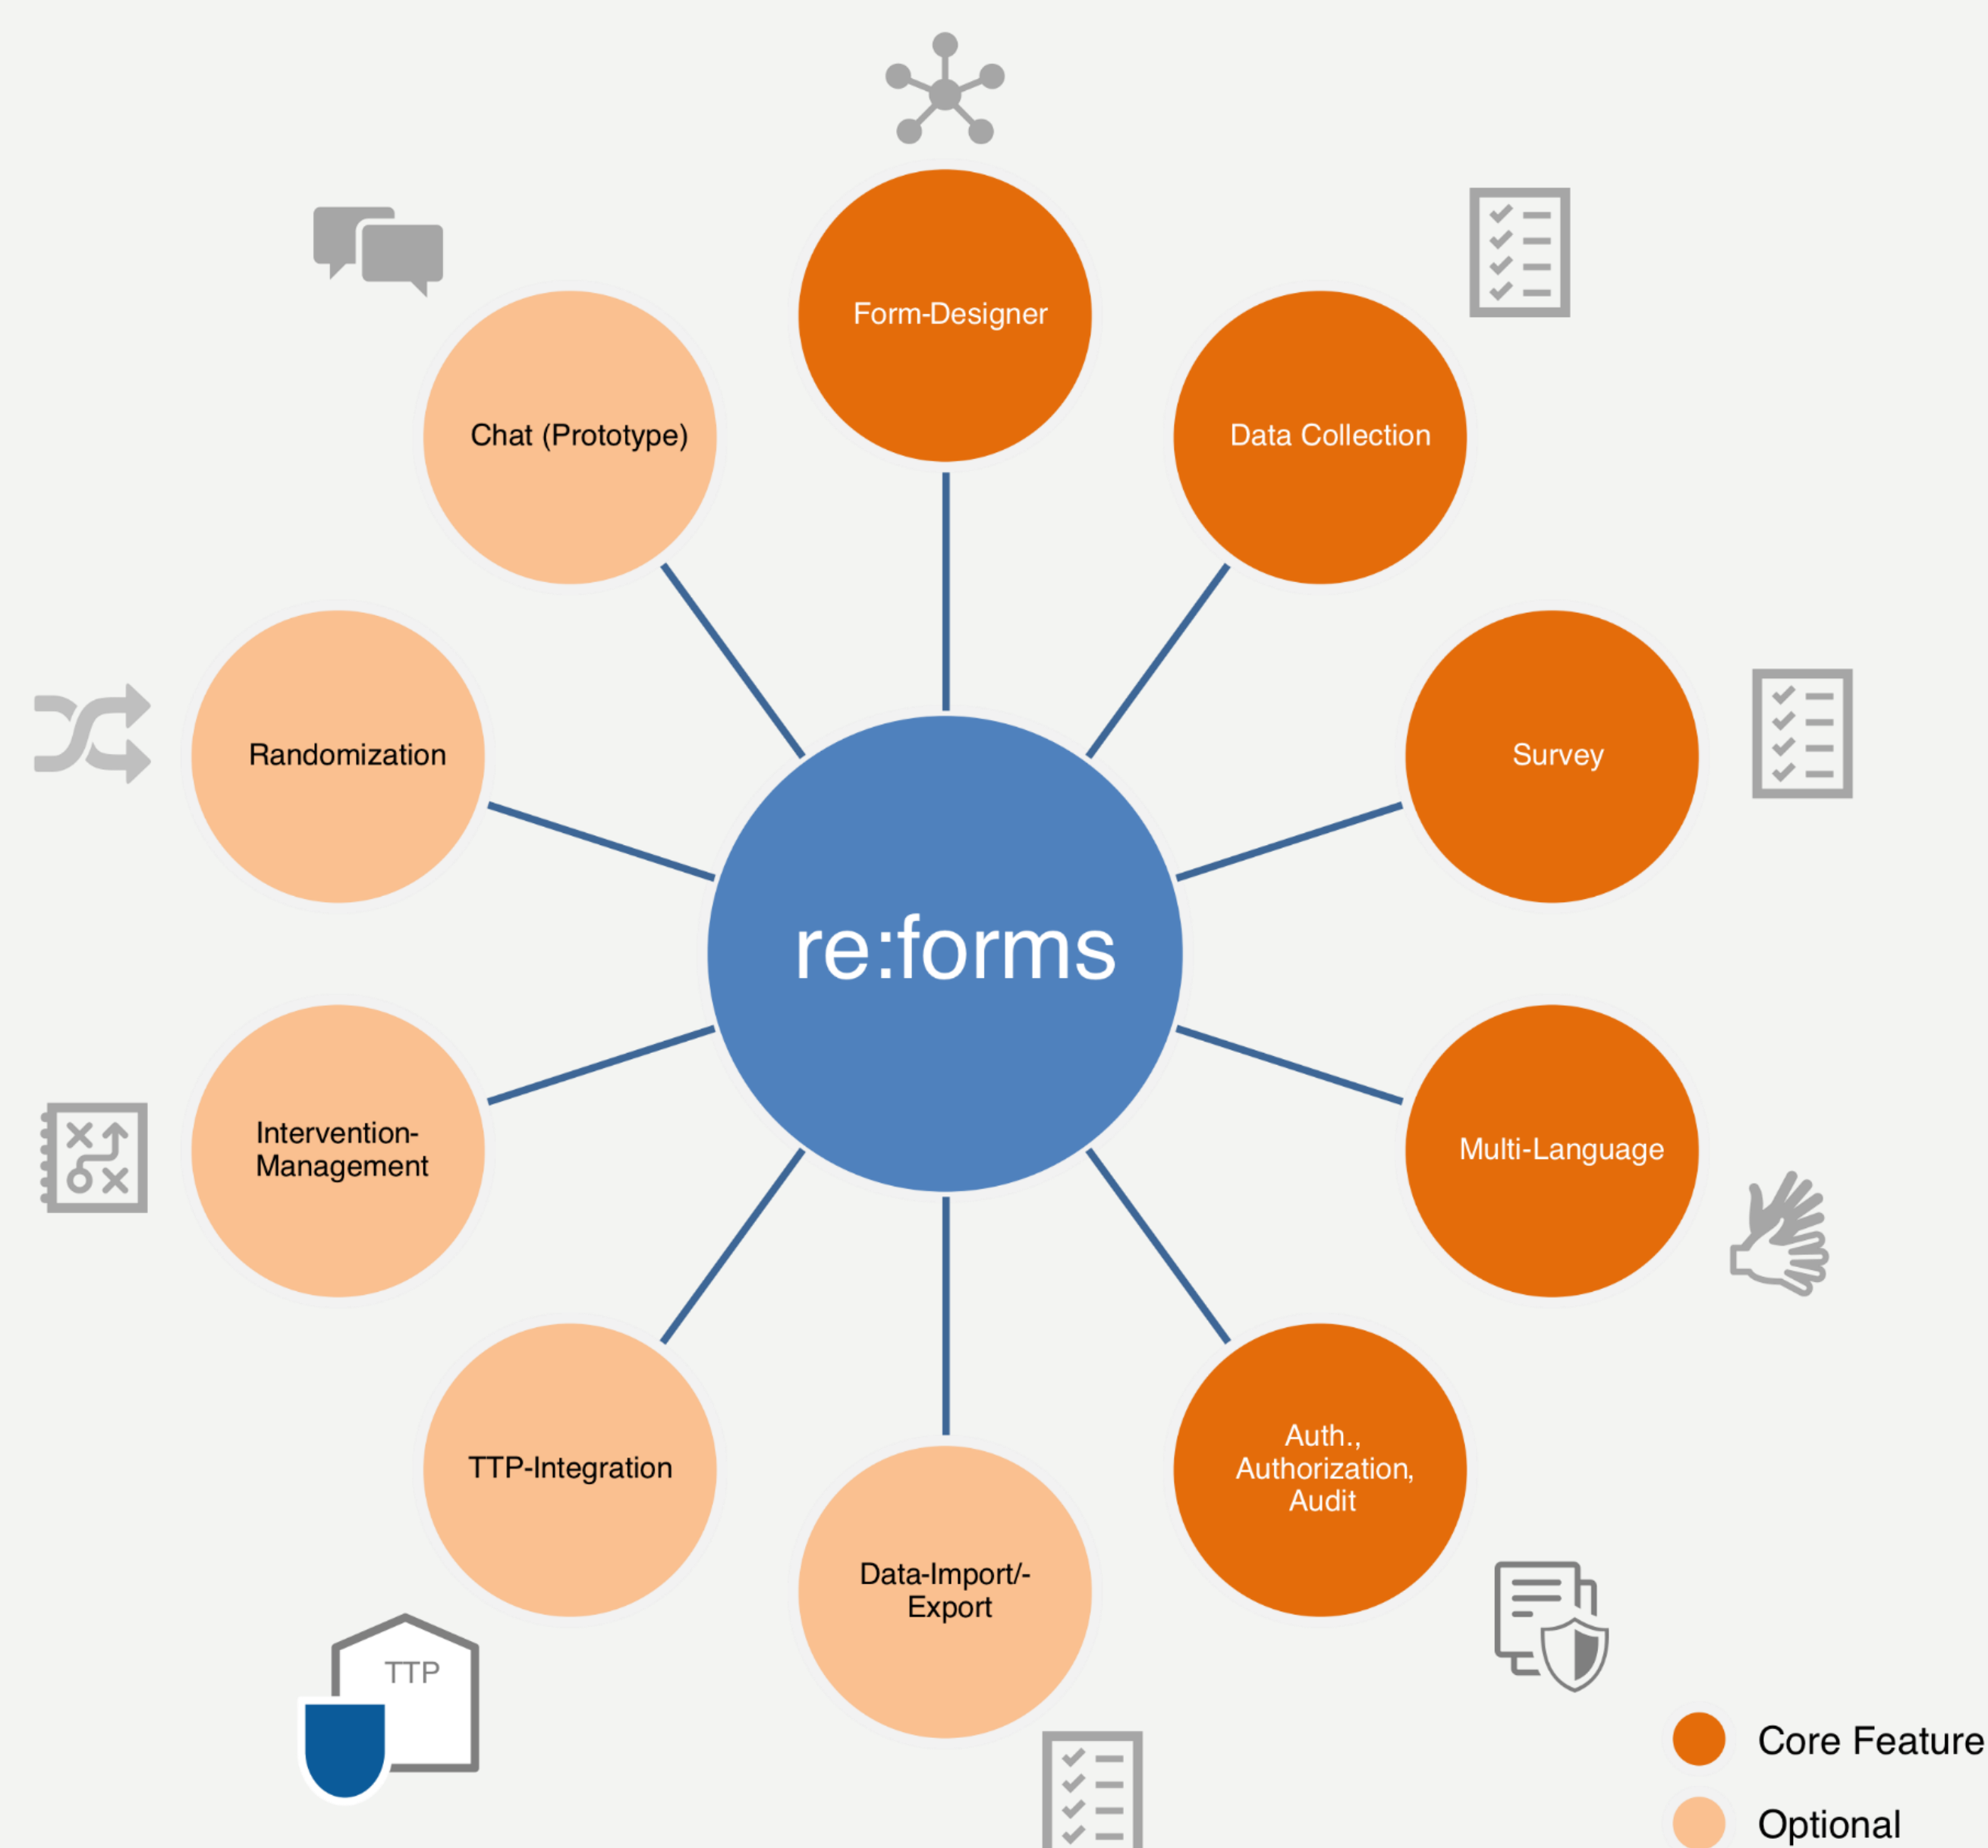 Form-Designer
Data Collection
Chat (Prototype)
Survey
Randomization
re:forms
Multi-Language
Intervention-
Management
Auth.,
Authorization,
Audit
TTP-Integration
Data-Import/-
Export
TTP
Core Feature
Optional